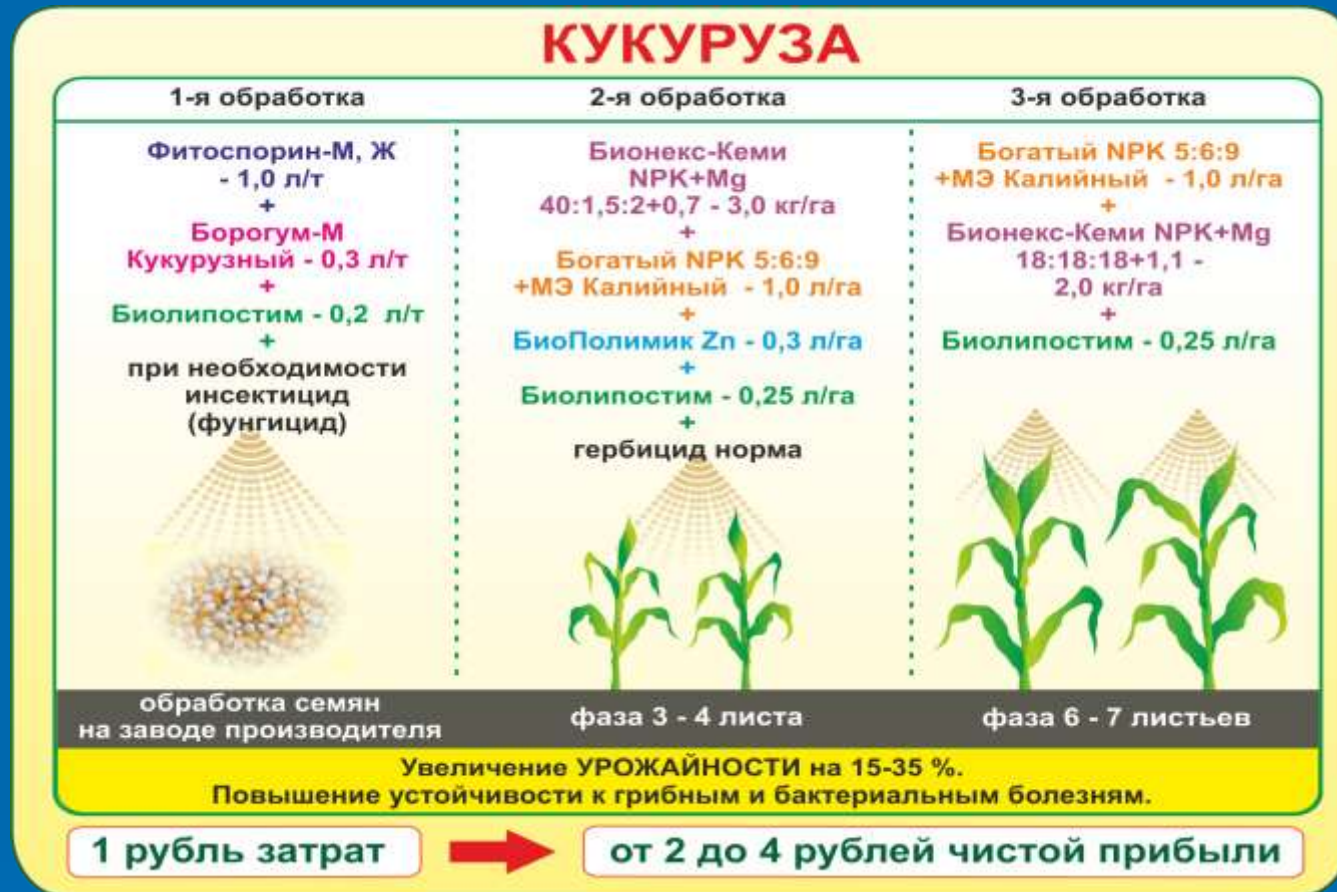 КУКУРУЗА
1-я обработка
Фитоспорин-М, Ж
- 1,0 л/т
+
Борогум-М
Кукурузный - 0,3 л/т
+
Биолипостим - 0,2 л/т
+
при необходимости
инсектицид
(фунгицид)
обработка семян
на заводе производителя
2-я обработка
Бионекс-Кеми
NPK+Mg
40:1,5:2+0,7 - 3,0 кг/га
+
Богатый NPK 5:6:9
+МЭ Калийный - 1,0 л/га
+
БиоПолимик Zn - 0,3 л/га
+
Биолипостим - 0,25 л/га
+
гербицид норма
фаза 3 - 4 листа
3-я обработка
Богатый NPK 5:6:9
+МЭ Калийный - 1,0 л/га
+
Бионекс-Кеми NPK+Mg
18:18:18+1,1 -
2,0 кг/га
+
Биолипостим - 0,25 л/га
фаза 6 - 7 листьев
Увеличение УРОЖАЙНОСТИ на 15-35 %.
Повышение устойчивости к грибным и бактериальным болезням.
1 рубль затрат
от 2 до 4 рублей чистой прибыли